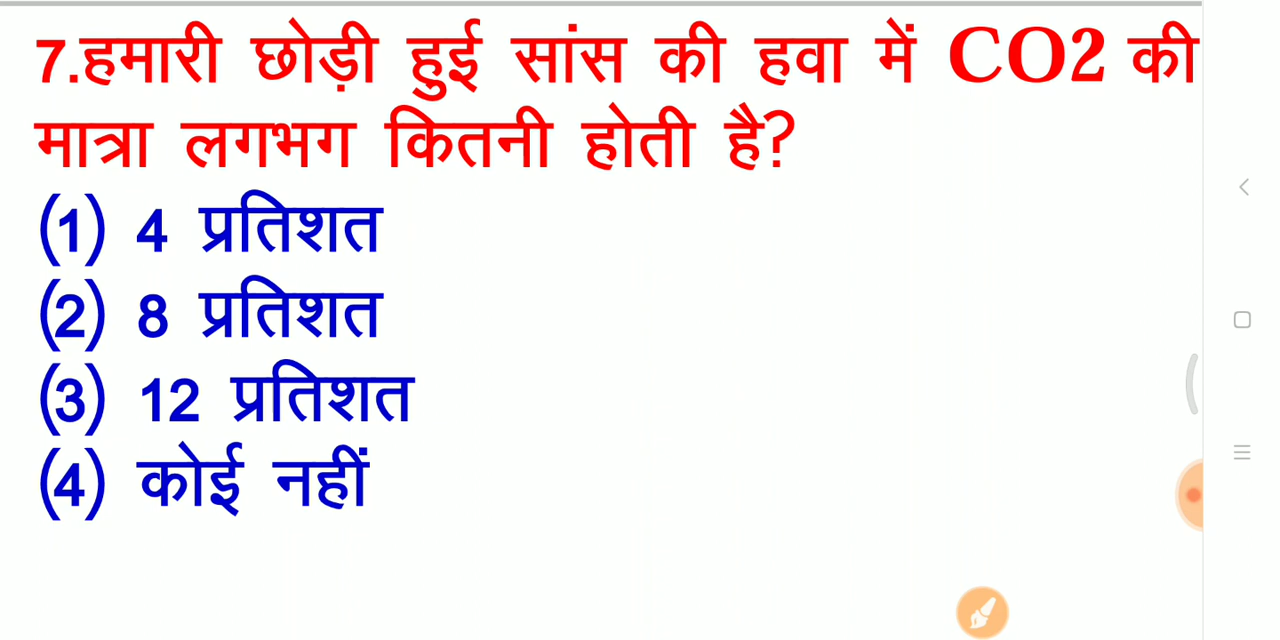 7.हमारी छोड़ी हुई सांस की हवा में CO2 की
मात्रा लगभग कितनी होती है?
(1) 4 प्रतिशत
(2) 8 प्रतिशत
(3) 12 प्रतिशत
(4) कोई नहीं